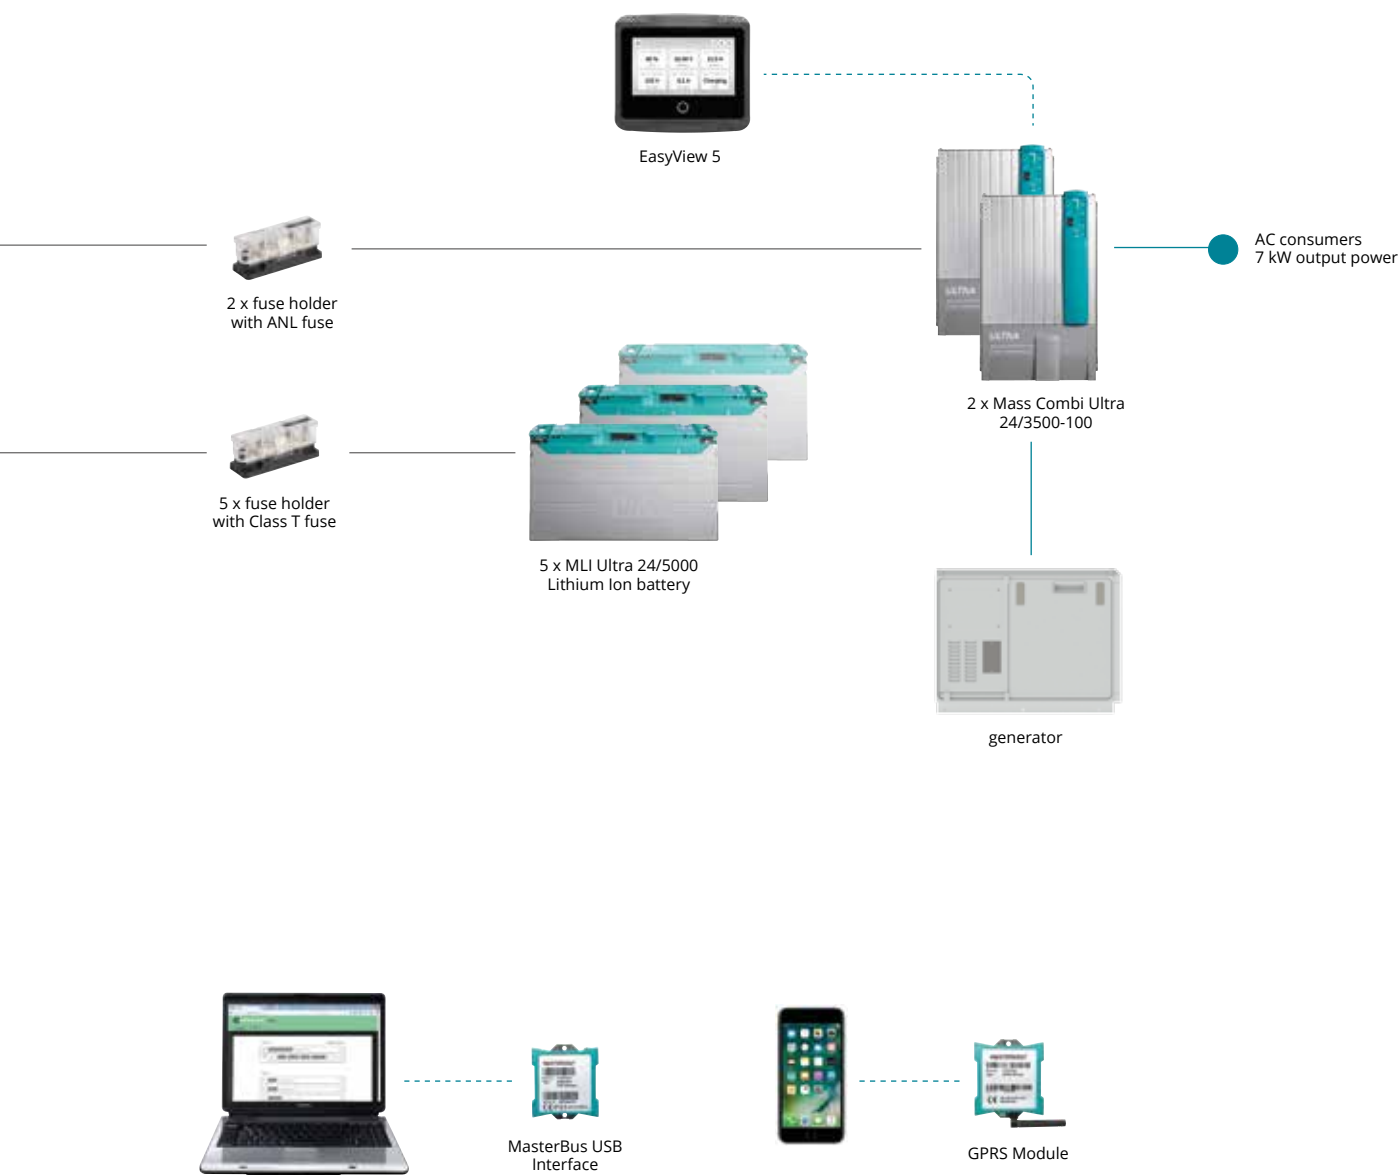 EasyView 5
AC consumers
7 kW output power
2 x fuse holder
with ANL fuse
2 x Mass Combi Ultra
24/3500-100
5 x fuse holder
with Class T fuse
5 x MLI Ultra 24/5000
Lithium Ion battery
generator
MasterBus USB
Interface
GPRS Module